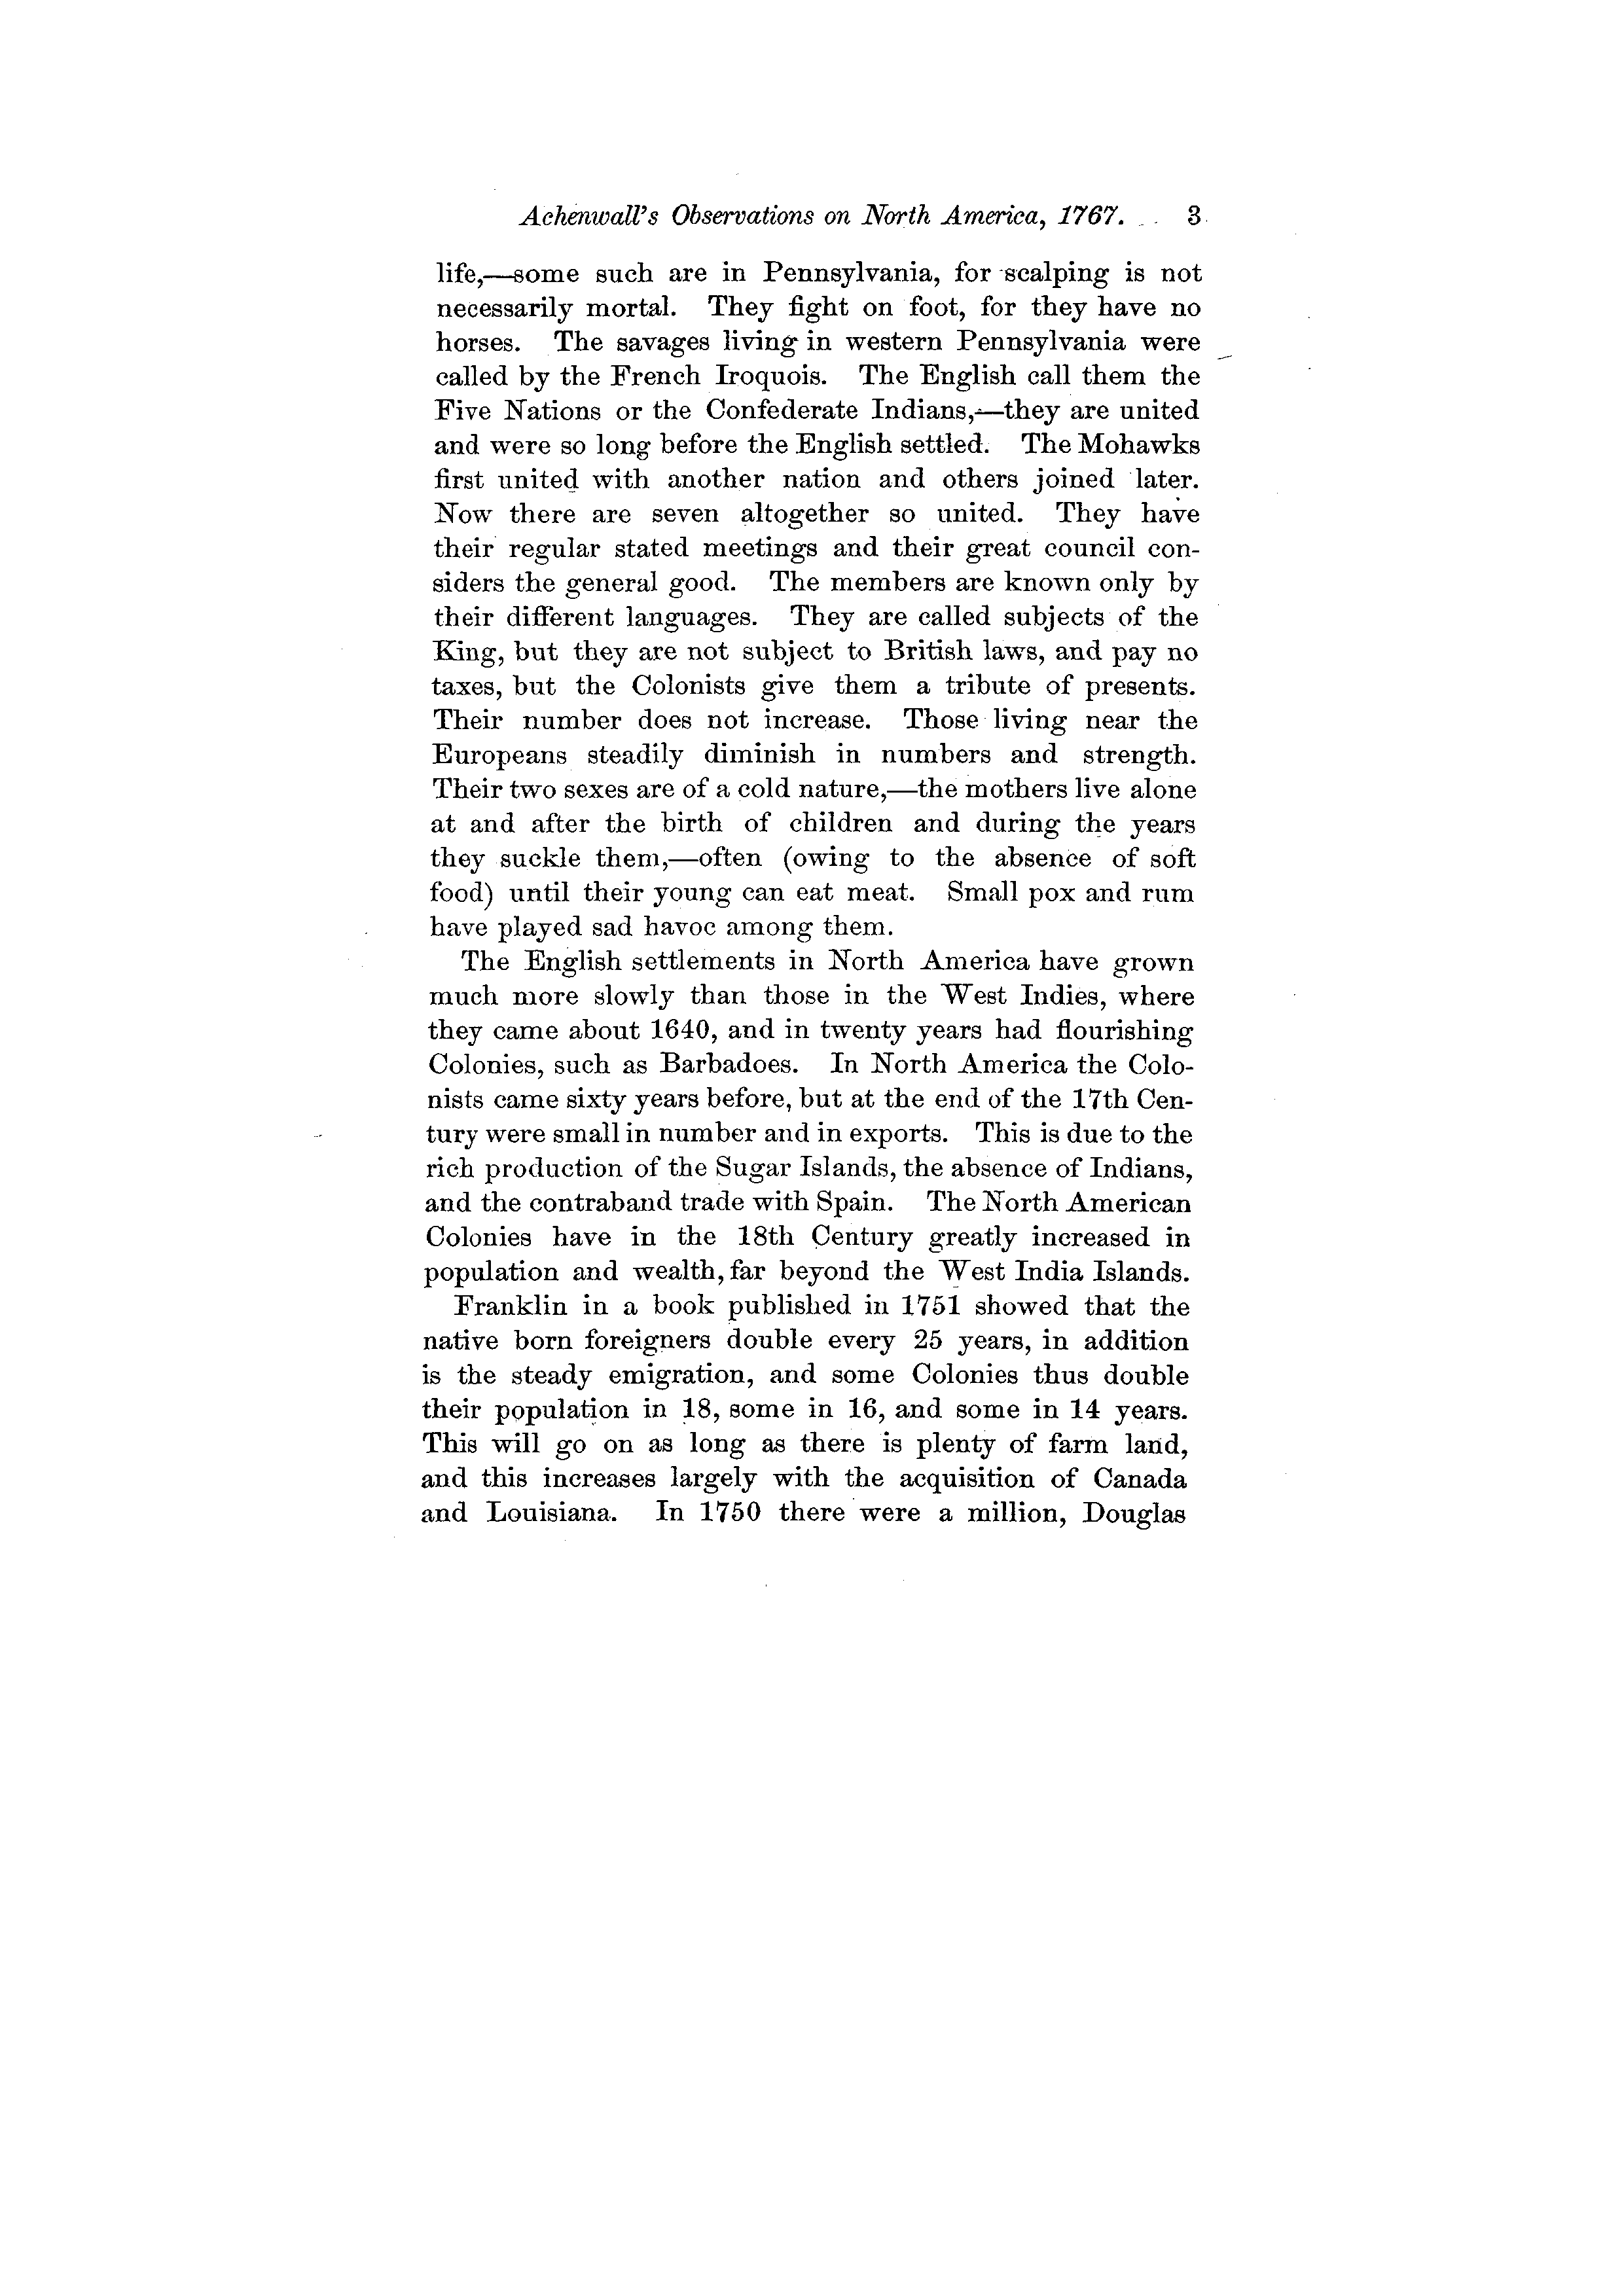 Achenwall's Observations on North America, 1767. 3
life,—some such are in Pennsylvania, for scalping is not
necessarily mortal. They fight on foot, for they have no
horses. The savages living in western Pennsylvania were
called by the French Iroquois. The English call them the
Five Nations or the Confederate Indians,—they are united
and were so long before the English settled. The Mohawks
first united with another nation and others joined later.
Now there are seven altogether so united. They have
their regular stated meetings and their great council con-
siders the general good. The members are known only by
their different languages. They are called subjects of the
King, but they are not subject to British laws, and pay no
taxes, but the Colonists give them a tribute of presents.
Their number does not increase. Those living near the
Europeans steadily diminish in numbers and strength.
Their two sexes are of a cold nature,—the mothers live alone
at and after the birth of children and during the years
they suckle them,—often (owing to the absence of soft
food) until their young can eat meat. Small pox and rum
have played sad havoc among them.
The English settlements in North America have grown
much more slowly than those in the West Indies, where
they came about 1640, and in twenty years had flourishing
Colonies, such as Barbadoes. In North America the Colo-
nists came sixty years before, but at the end of the 17th Cen-
tury were small in number and in exports. This is due to the
rich production of the Sugar Islands, the absence of Indians,
and the contraband trade with Spain. The North American
Colonies have in the 18th Century greatly increased in
population and wealth, far beyond the West India Islands.
Franklin in a book published in 1751 showed that the
native born foreigners double every 25 years, in addition
is the steady emigration, and some Colonies thus double
their population in 18, some in 16, and some in 14 years.
This will go on as long as there is plenty of farm land,
and this increases largely with the acquisition of Canada
and Louisiana. In 1750 there were a million, Douglas